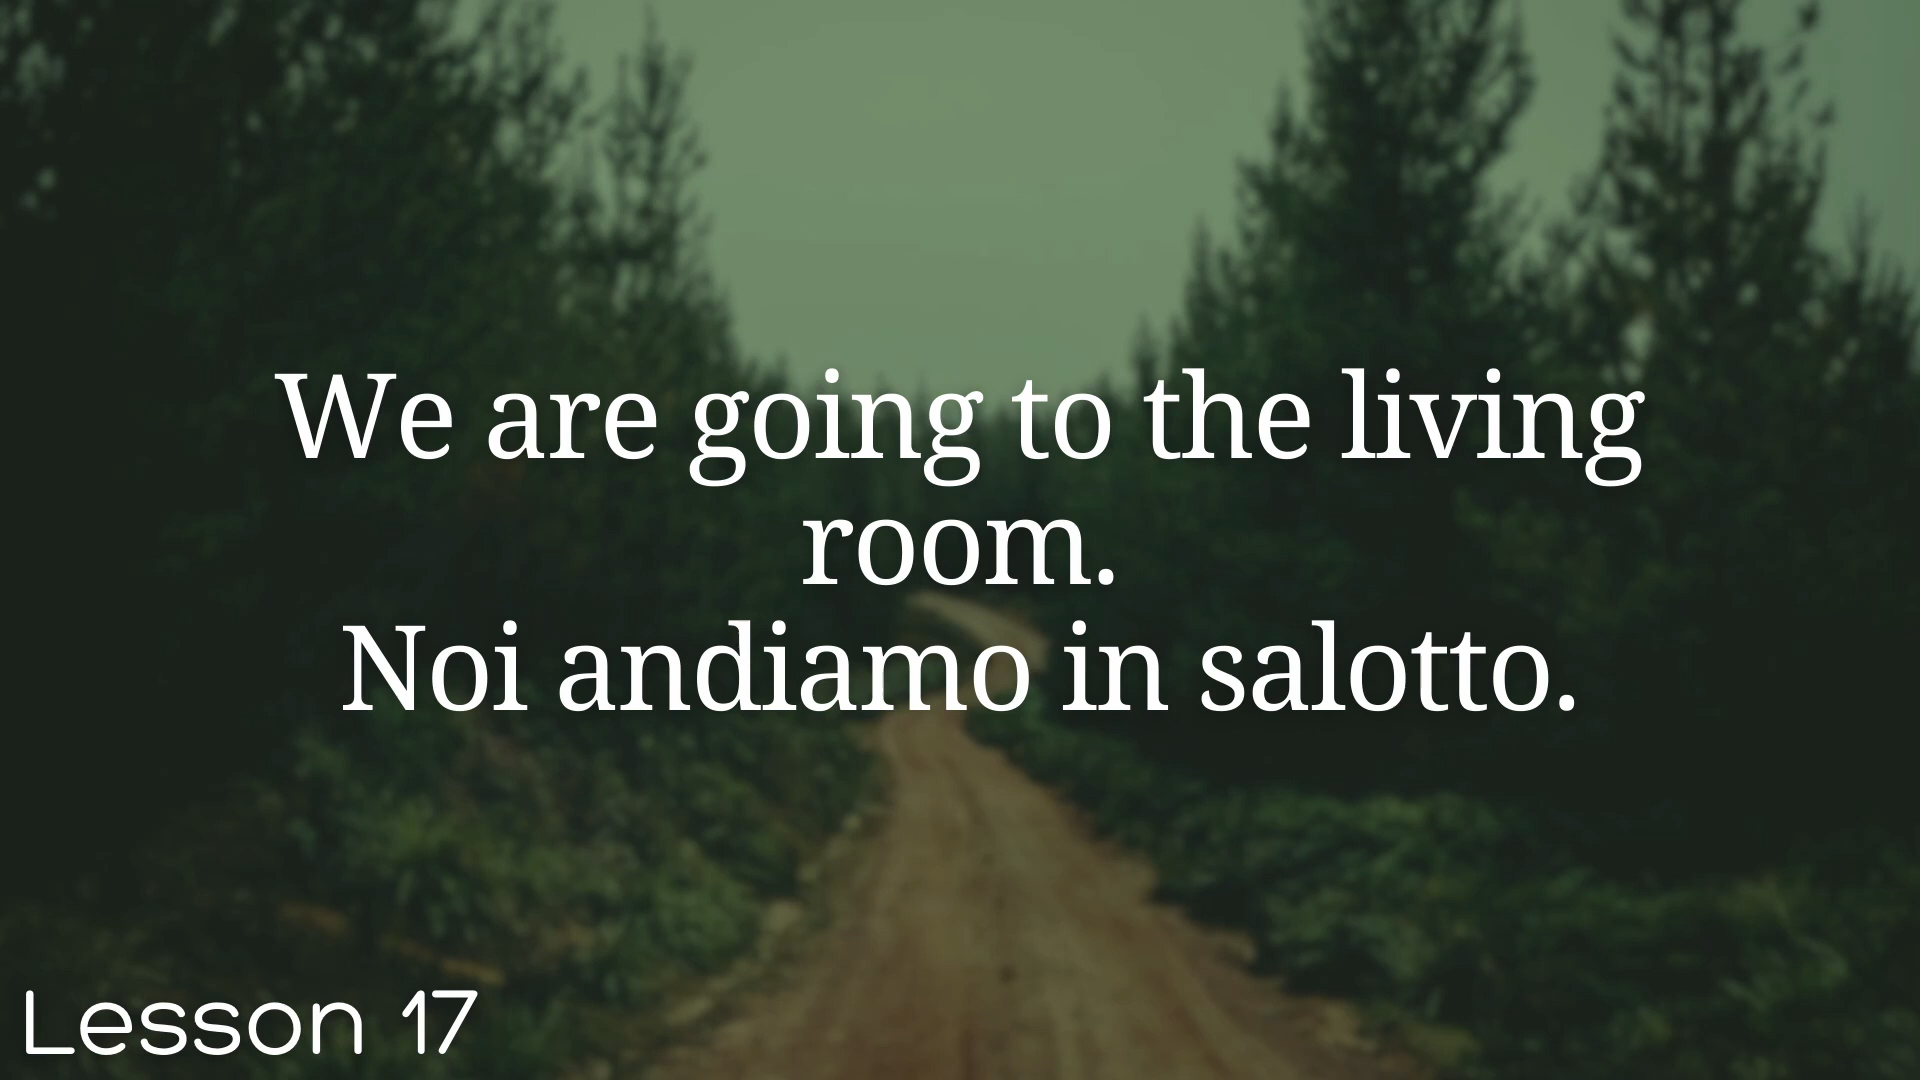 We are going to the living
room.
Noi andiamo in salotto.
Lesson 17